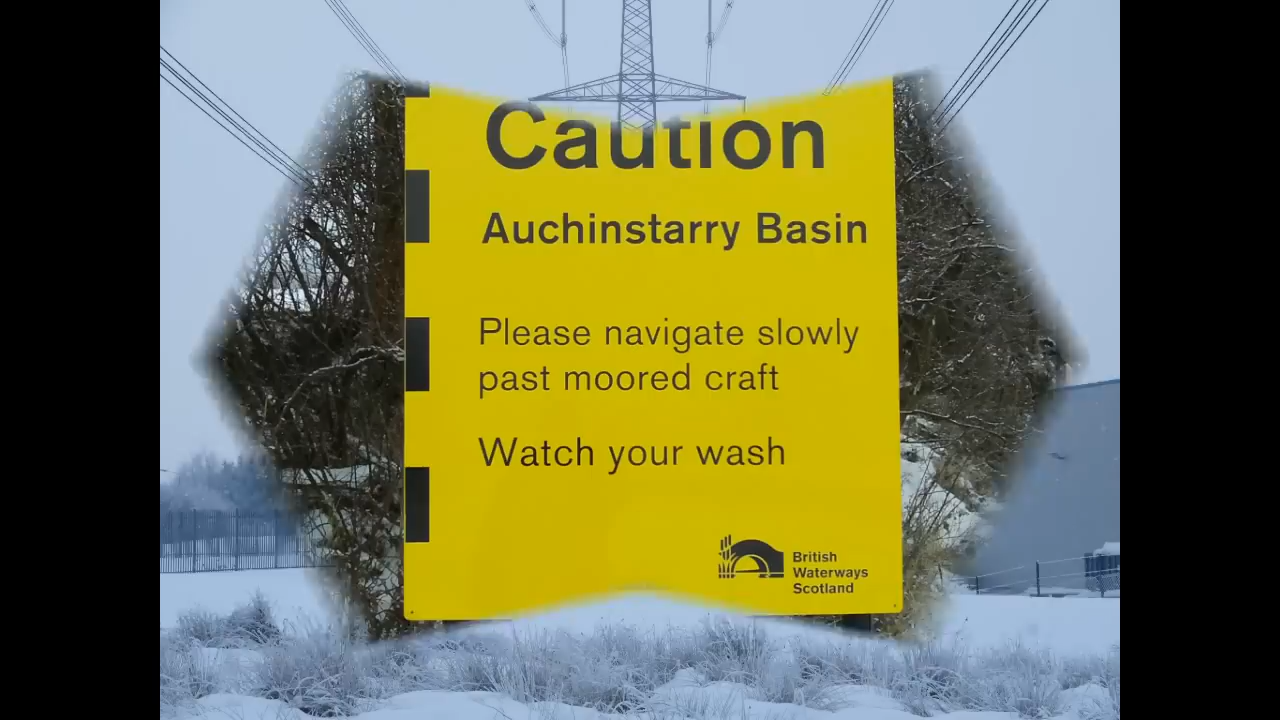 Caution
Auchinstarry Basin
Please navigate slowly
past moored craft
Watch your wash
British
Waterways
Scotland